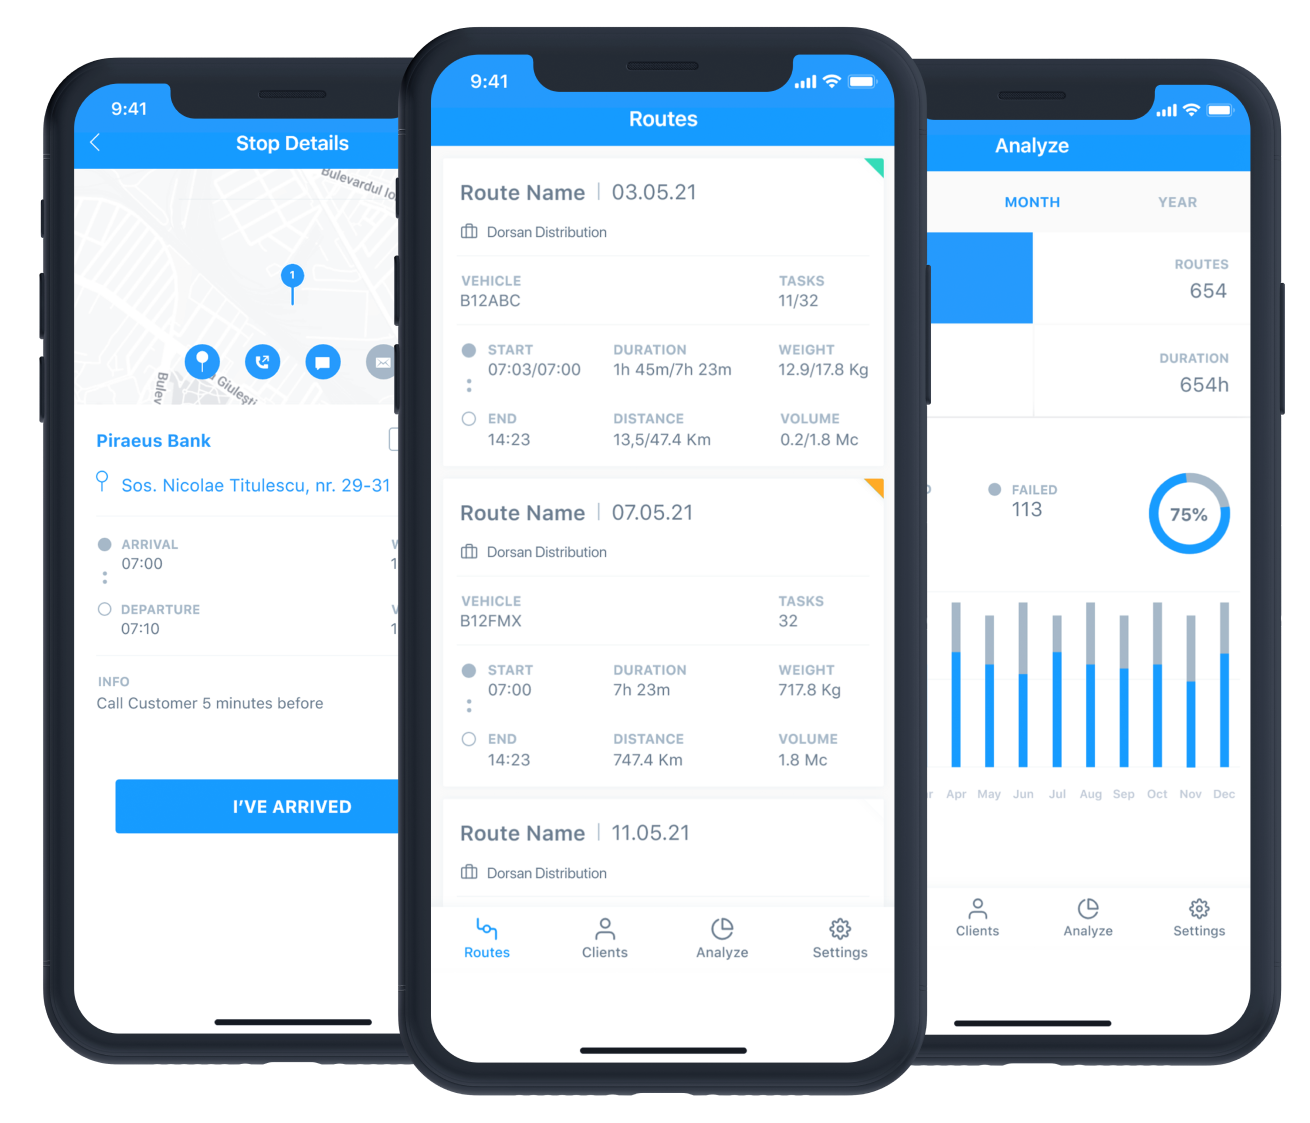 9:41
Stop Details
Bulevardul
1
Giulești
Piraeus Bank
Sos. Nicolae Titulescu, nr. 29-31
ARRIVAL
07:00
DEPARTURE
07:10
INFO
Call Customer 5 minutes before
I'VE ARRIVED
9:41
Routes
Route Name | 03.05.21
Dorsan Distribution
VEHICLE TASKS
B12ABC 11/32
START DURATION WEIGHT
07:03/07:00 1h 45m/7h 23m 12.9/17.8 Kg
END DISTANCE VOLUME
14:23 13,5/47.4 Km 0.2/1.8 Mc
Route Name | 07.05.21
Dorsan Distribution
VEHICLE TASKS
B12FMX 32
START DURATION WEIGHT
07:00 7h 23m 717.8 Kg
END DISTANCE VOLUME
14:23 747.4 Km 1.8 Mc
Route Name | 11.05.21
Dorsan Distribution
Routes Clients Analyze Settings
Analyze
MONTH YEAR
ROUTES
654
DURATION
654h
FAILED
113
75%
Apr May Jun Jul Aug Sep Oct Nov Dec
Clients Analyze Settings